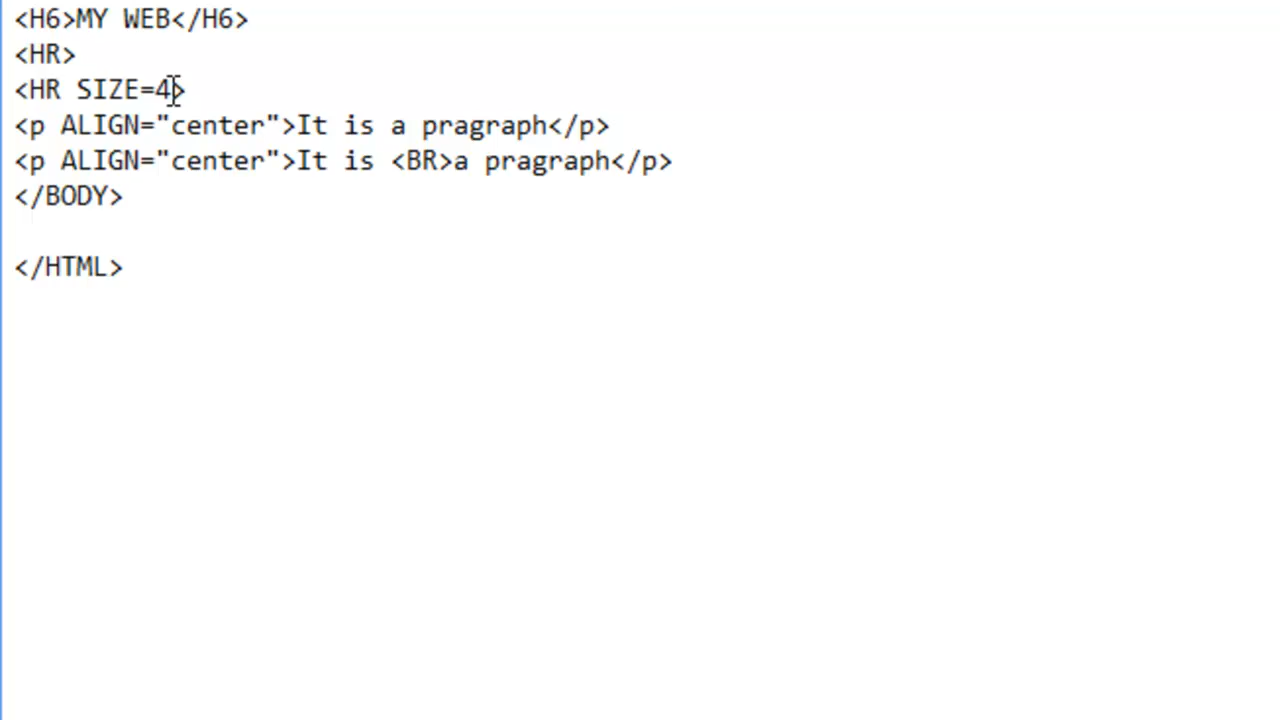 <H6>MY WEB</H6>
<HR>
<HR SIZE=4>
<p ALIGN="center">It is a pragraph</p>
<p ALIGN="center">It is <BR>a pragraph</p>
</BODY>
</HTML>